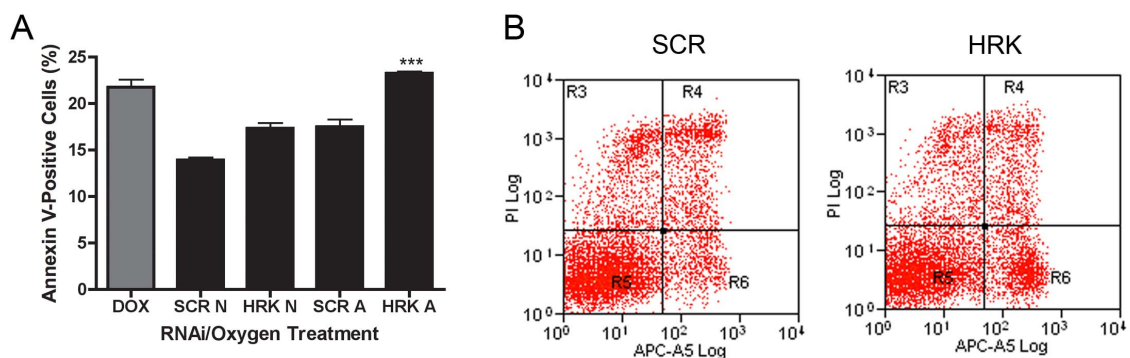 A
Annexin V-Positive Cells (%)
25
20
15
10
5
0
***
DOX SCR N HRK N SCR A HRK A
RNAi/Oxygen Treatment
B
SCR
PI Log
10⁴
10³
10²
10¹
10⁰
R3 R4
R5 R6
10⁰ 10¹ 10² 10³ 10⁴
APC-A5 Log
HRK
PI Log
10⁴
10³
10²
10¹
10⁰
R3 R4
R5 R6
10⁰ 10¹ 10² 10³ 10⁴
APC-A5 Log